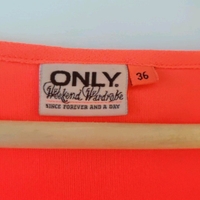 ONLY.
36
Weekend Wardrobe
SINCE FOREVER AND A DAY